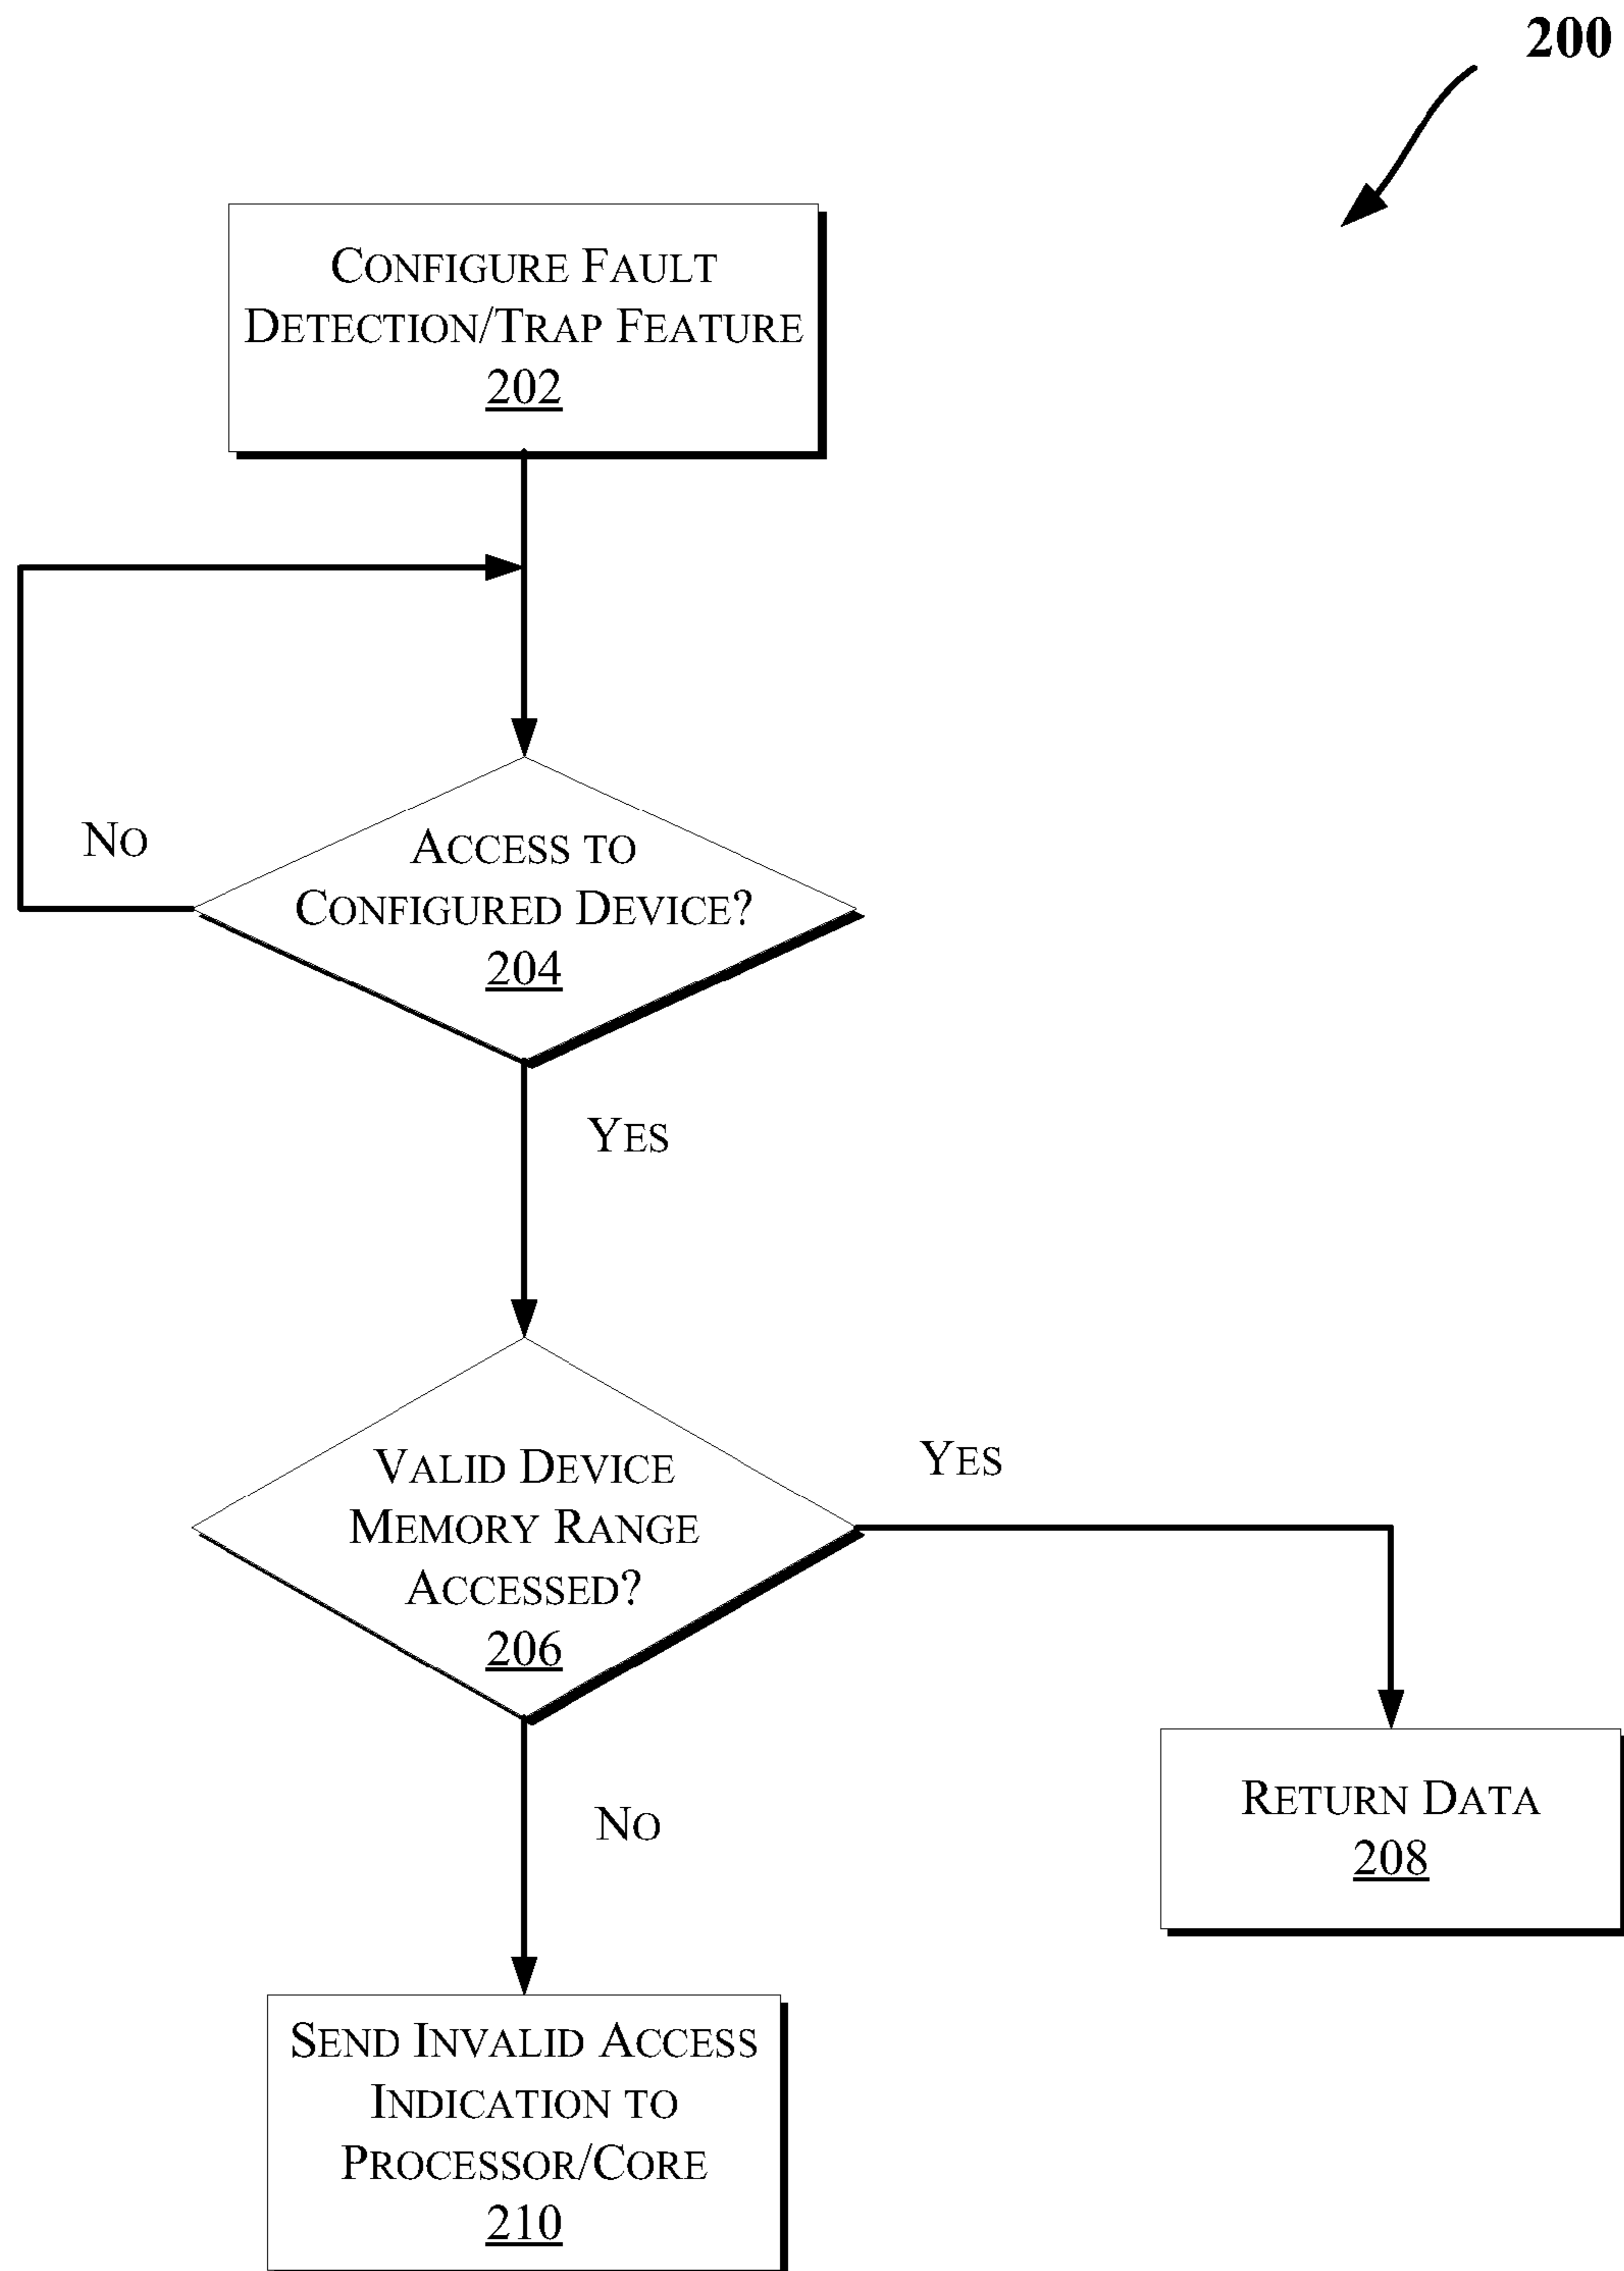 200
CONFIGURE FAULT
DETECTION/TRAP FEATURE
202
NO
ACCESS TO
CONFIGURED DEVICE?
204
YES
VALID DEVICE
MEMORY RANGE
ACCESSED?
206
YES
NO
RETURN DATA
208
SEND INVALID ACCESS
INDICATION TO
PROCESSOR/CORE
210